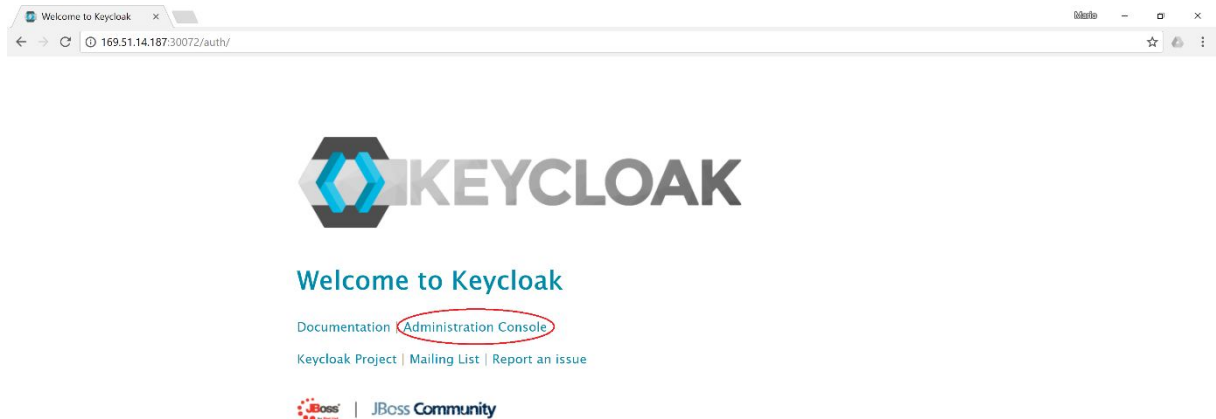 Welcome to Keycloak
Mario
169.51.14.187:30072/auth/
KEYCLOAK
Welcome to Keycloak
Documentation | Administration Console
Keycloak Project | Mailing List | Report an issue
JBoss | JBoss Community